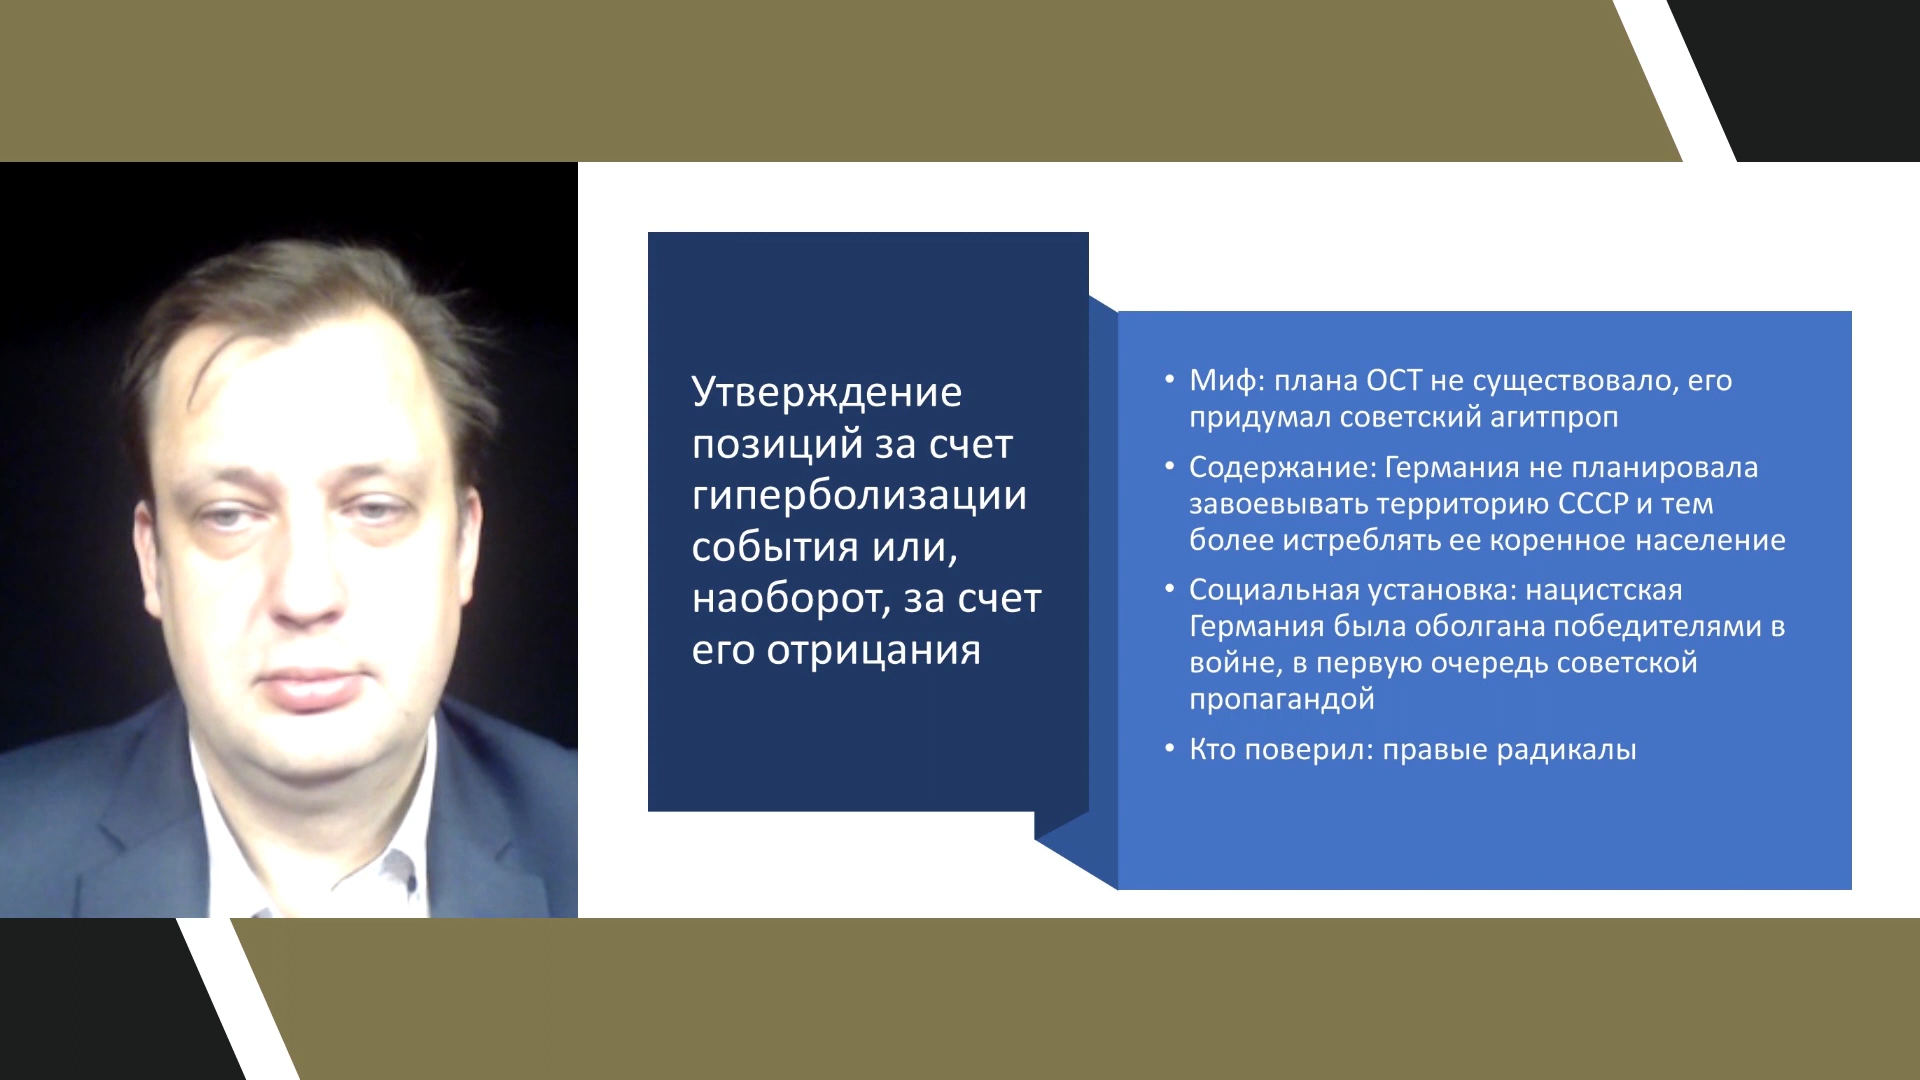 Утверждение
позиций за счет
гиперболизации
события или,
наоборот, за счет
его отрицания
• Миф: плана ОСТ не существовало, его
придумал советский агитпроп
• Содержание: Германия не планировала
завоевывать территорию СССР и тем
более истреблять ее коренное население
• Социальная установка: нацистская
Германия была оболгана победителями в
войне, в первую очередь советской
пропагандой
• Кто поверил: правые радикалы